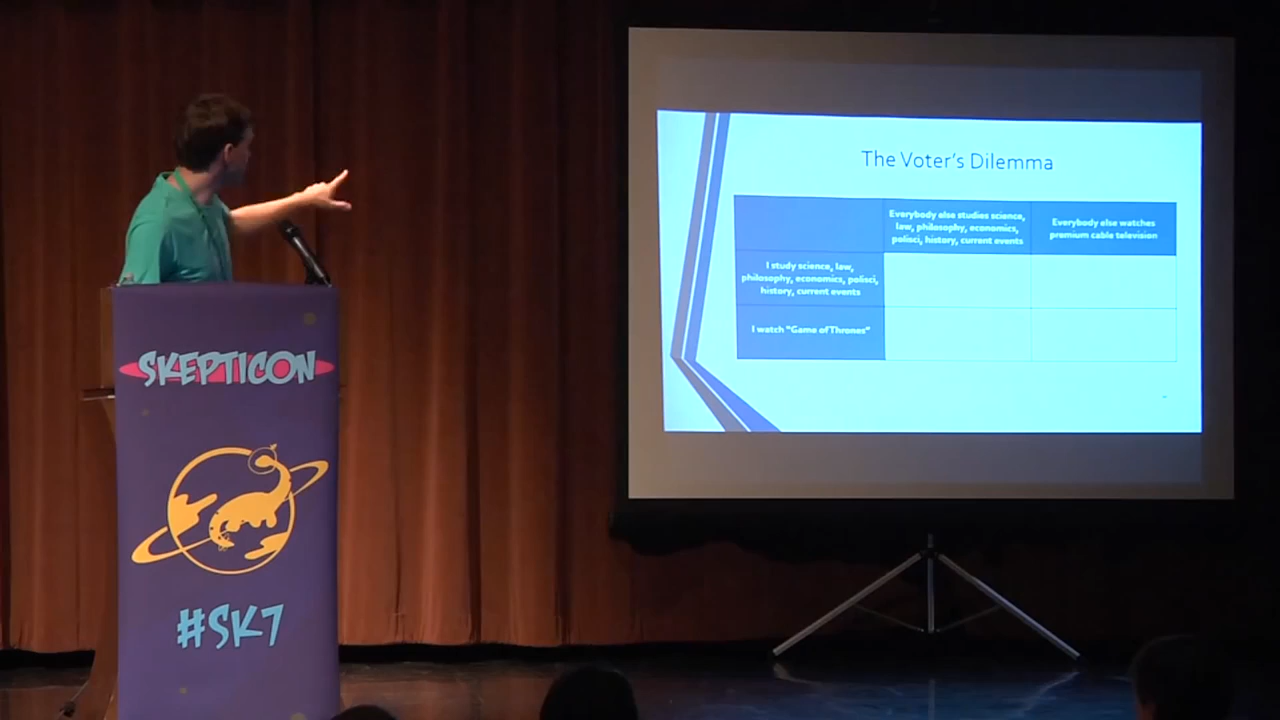 The Voter's Dilemma
Everybody else studies science,
law, philosophy, economics,
polisci, history, current events
Everybody else watches
premium cable television
I study science, law,
philosophy, economics, polisci,
history, current events
I watch "Game of Thrones"
SKEPTICON
#SK7